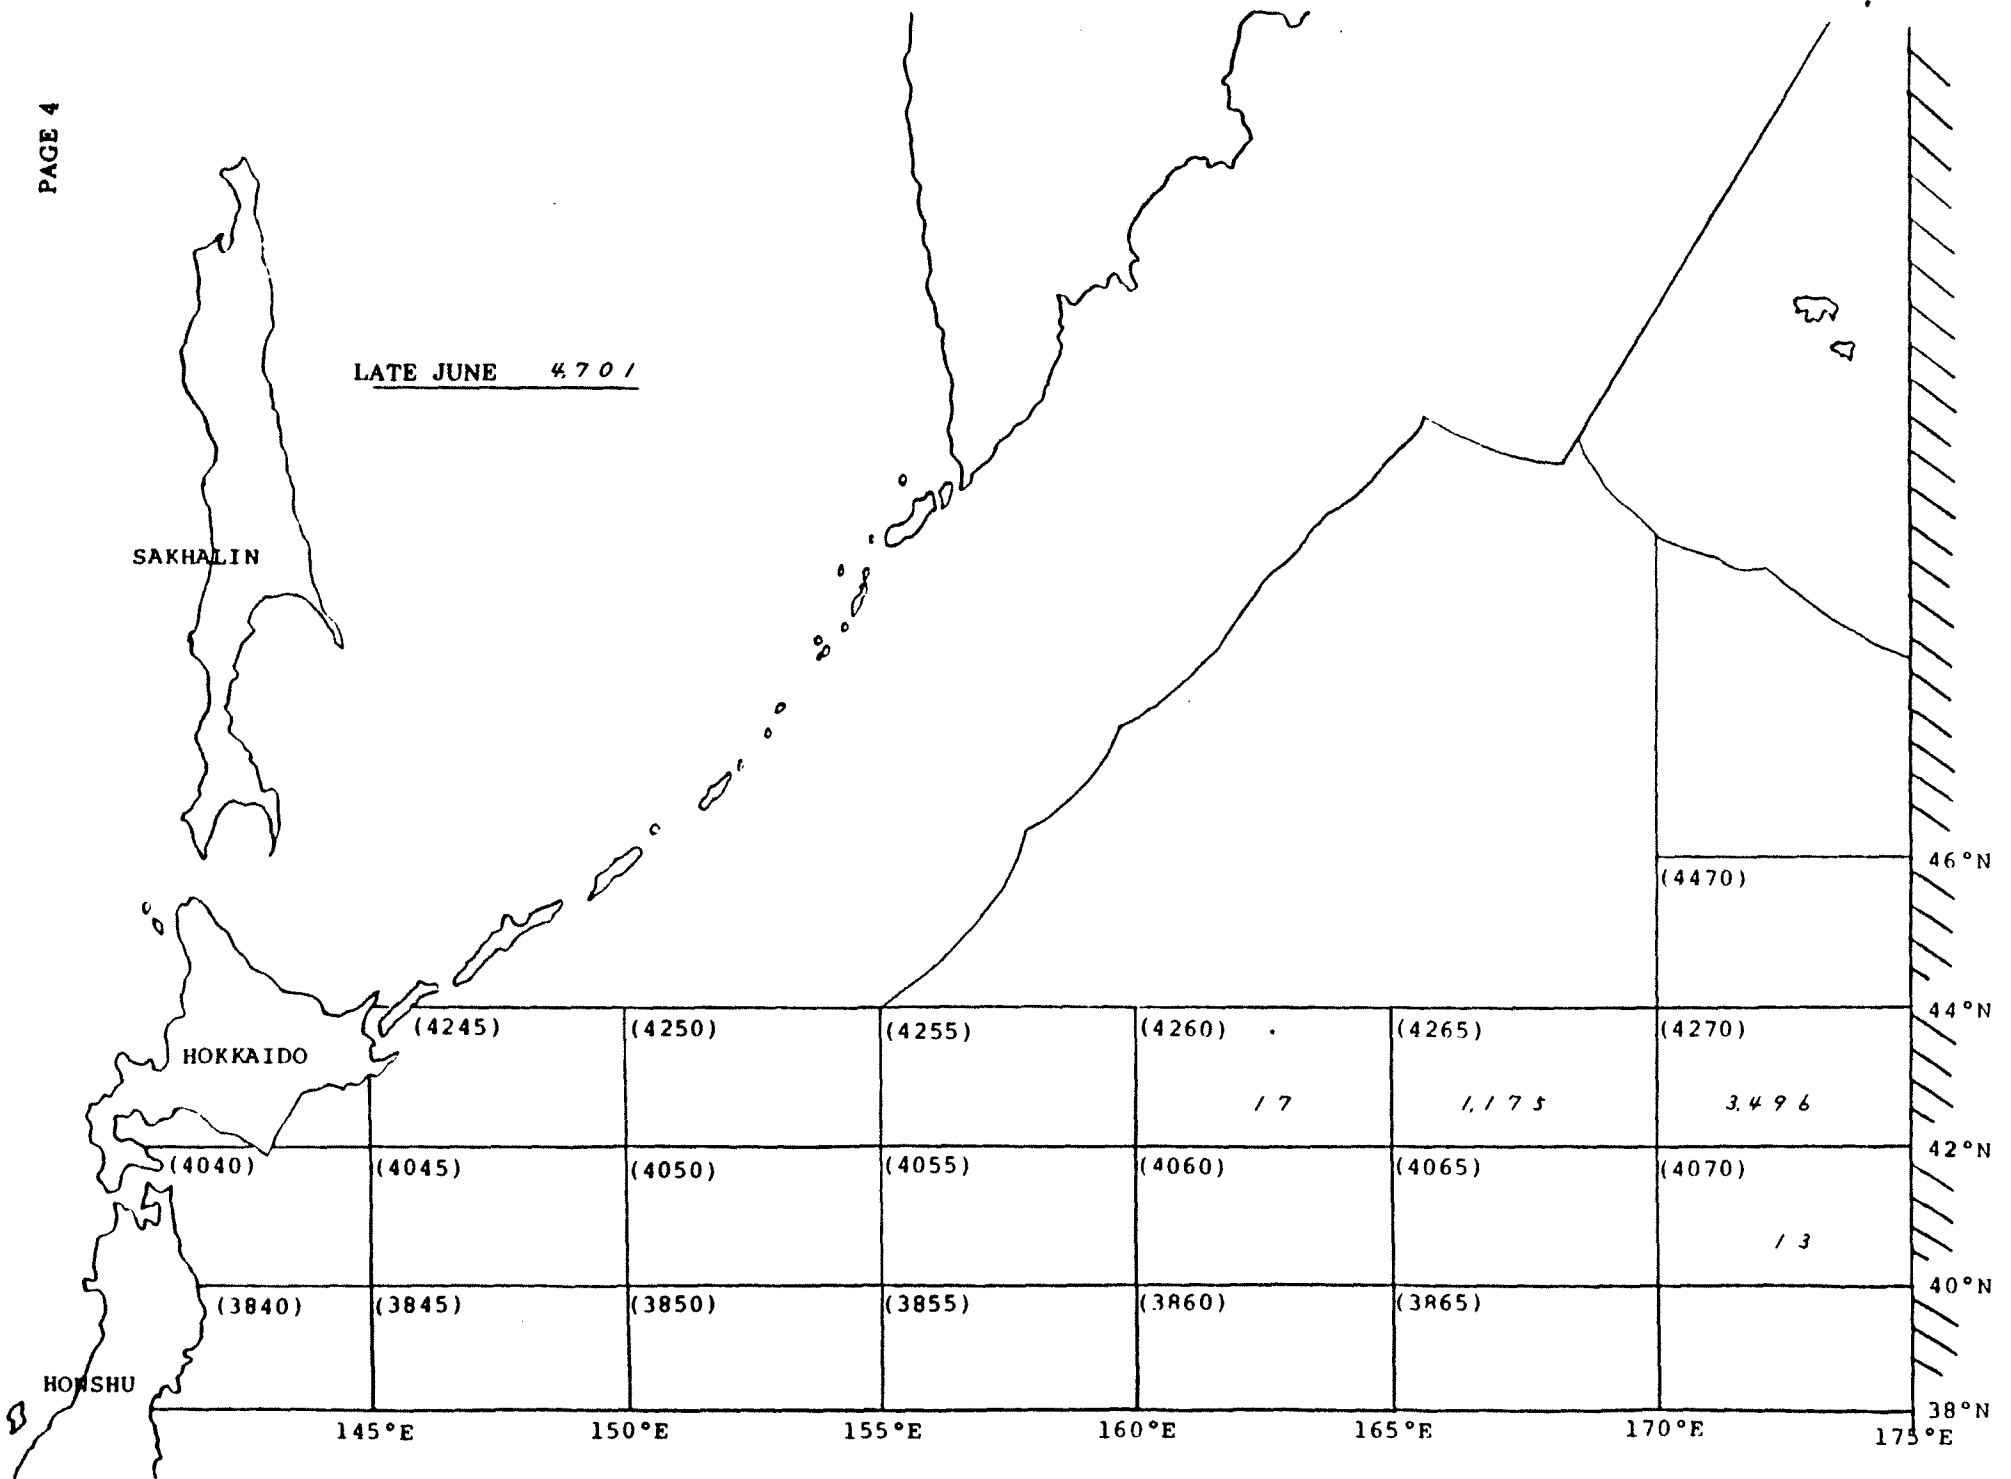 PAGE 4
LATE JUNE 4,701
SAKHALIN
46°N
(4470)
44°N
(4245) (4250) (4255) (4260) (4265) (4270)
HOKKAIDO
17 1,175 3,496
42°N
(4040) (4045) (4050) (4055) (4060) (4065) (4070)
13
40°N
(3840) (3845) (3850) (3855) (3860) (3865)
HONSHU
38°N
145°E 150°E 155°E 160°E 165°E 170°E 175°E